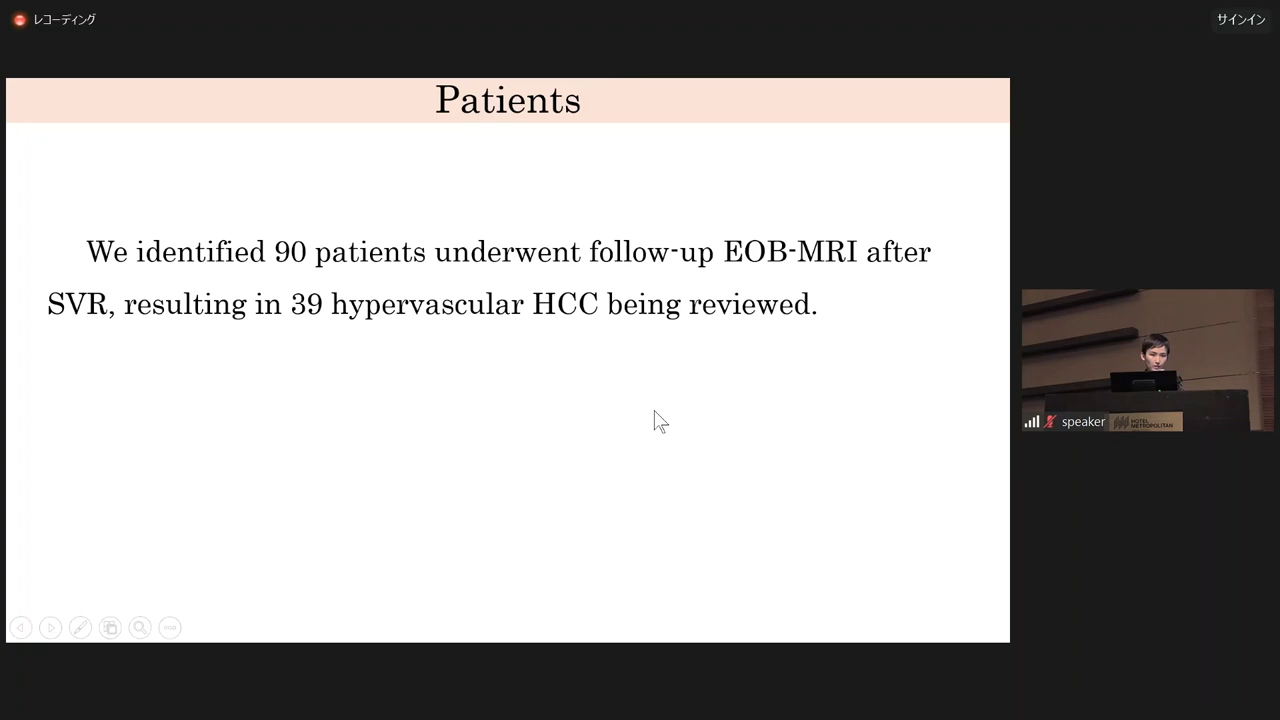 レコーディング
サインイン
Patients
We identified 90 patients underwent follow-up EOB-MRI after
SVR, resulting in 39 hypervascular HCC being reviewed.
speaker
HOTEL
METROPOLITAN